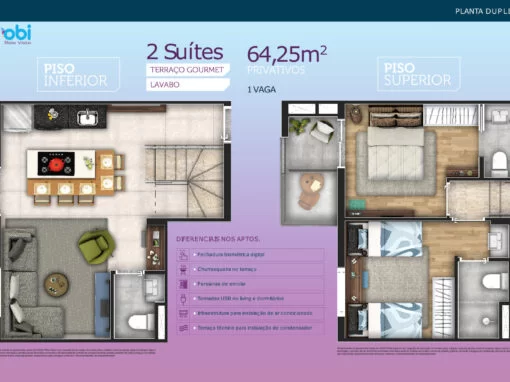 PLANTA DUPLE
obi
PISO
INFERIOR
2 Suítes
TERRAÇO GOURMET
LAVABO
64,25m²
PRIVATIVOS
1 VAGA
PISO
SUPERIOR
DIFERENCIAIS NOS APTOS.
• Fechadura biométrica digital
• Churrasqueira no terraço
• Persianas de enrolar
• Tomadas USB no living e dormitórios
• Infraestrutura para instalação de ar condicionado
• Terraço técnico para instalação de condensador